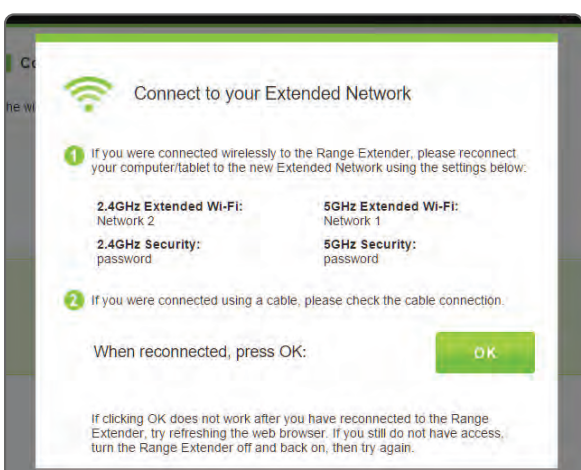 Co
he wi
Connect to your Extended Network
1 If you were connected wirelessly to the Range Extender, please reconnect
your computer/tablet to the new Extended Network using the settings below:
2.4GHz Extended Wi-Fi: 5GHz Extended Wi-Fi:
Network 2 Network 1
2.4GHz Security: 5GHz Security:
password password
2 If you were connected using a cable, please check the cable connection.
When reconnected, press OK: OK
If clicking OK does not work after you have reconnected to the Range
Extender, try refreshing the web browser. If you still do not have access,
turn the Range Extender off and back on, then try again.